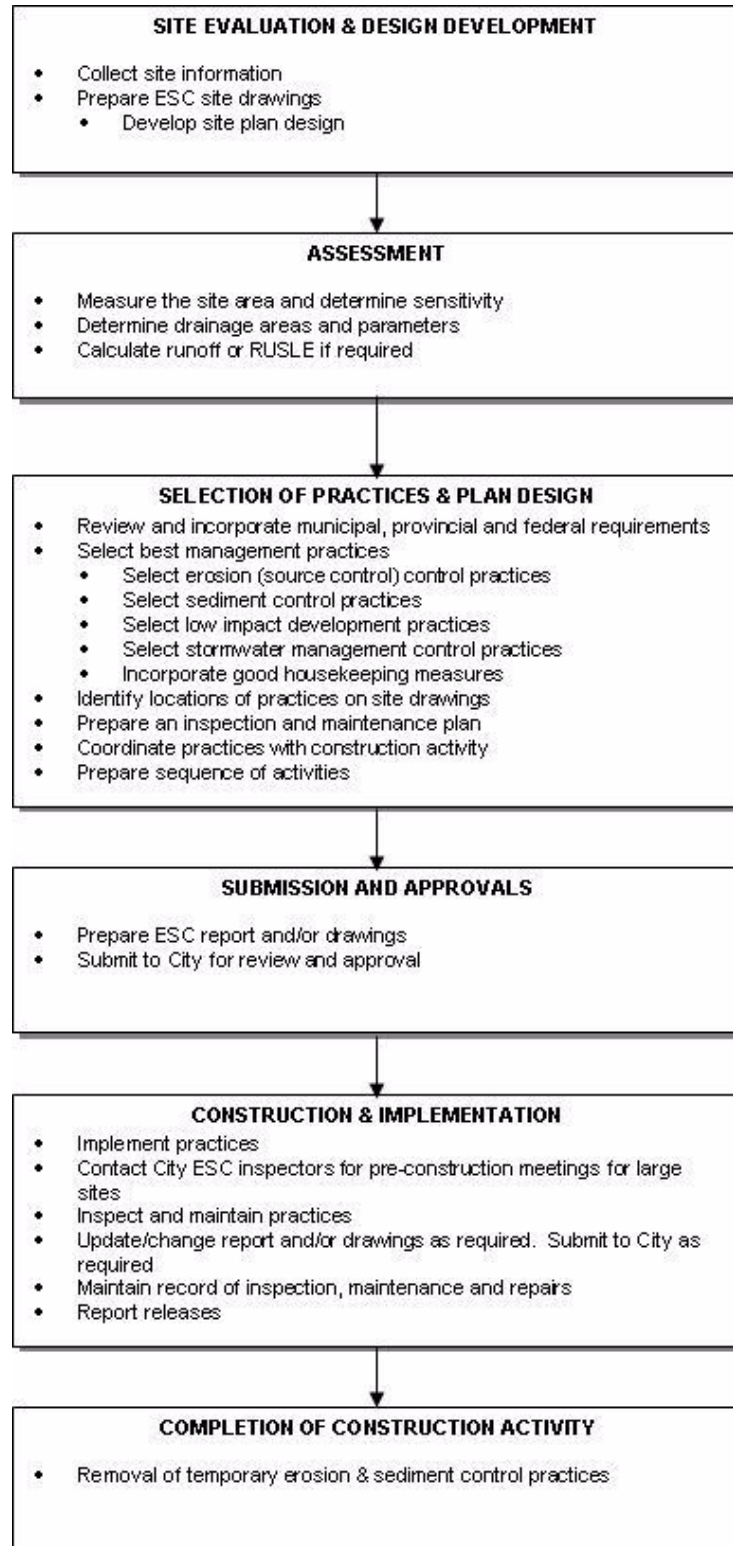 SITE EVALUATION & DESIGN DEVELOPMENT
• Collect site information
• Prepare ESC site drawings
• Develop site plan design
ASSESSMENT
• Measure the site area and determine sensitivity
• Determine drainage areas and parameters
• Calculate runoff or RUSLE if required
SELECTION OF PRACTICES & PLAN DESIGN
• Review and incorporate municipal, provincial and federal requirements
• Select best management practices
• Select erosion (source control) control practices
• Select sediment control practices
• Select low impact development practices
• Select stormwater management control practices
• Incorporate good housekeeping measures
• Identify locations of practices on site drawings
• Prepare an inspection and maintenance plan
• Coordinate practices with construction activity
• Prepare sequence of activities
SUBMISSION AND APPROVALS
• Prepare ESC report and/or drawings
• Submit to City for review and approval
CONSTRUCTION & IMPLEMENTATION
• Implement practices
• Contact City ESC inspectors for pre-construction meetings for large
sites
• Inspect and maintain practices
• Update/change report and/or drawings as required. Submit to City as
required
• Maintain record of inspection, maintenance and repairs
• Report releases
COMPLETION OF CONSTRUCTION ACTIVITY
• Removal of temporary erosion & sediment control practices